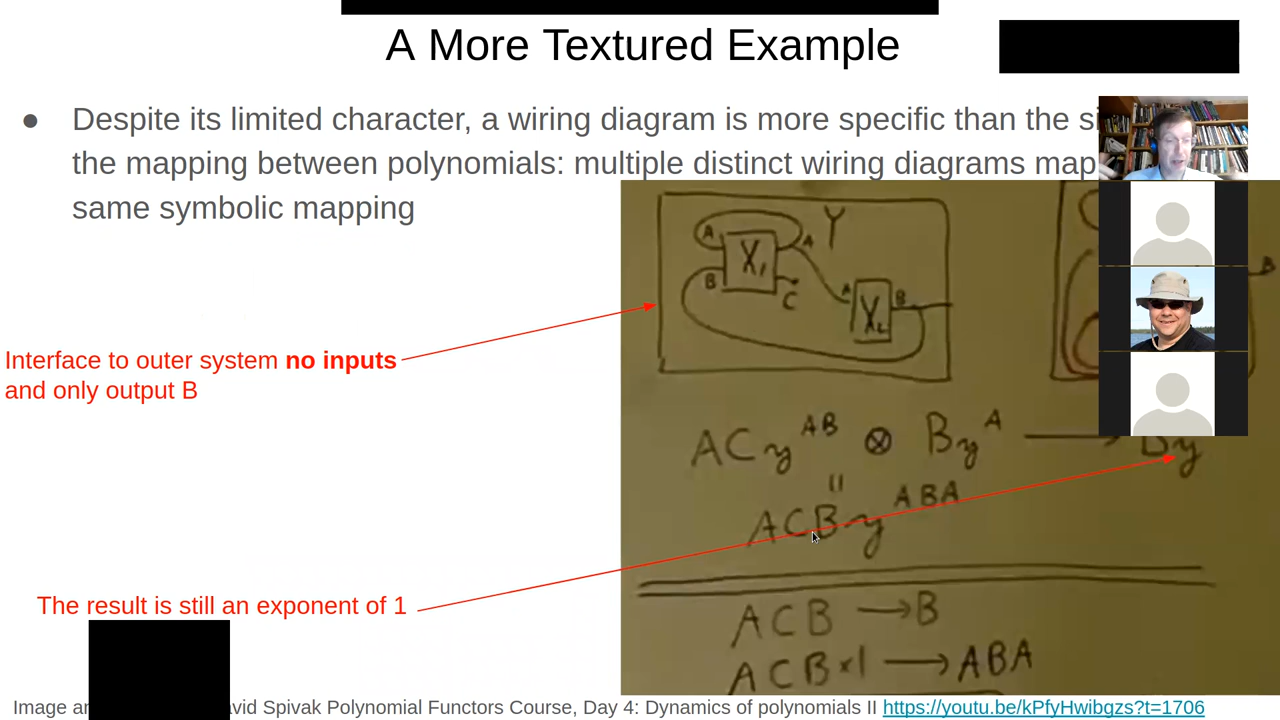 A More Textured Example
● Despite its limited character, a wiring diagram is more specific than the
the mapping between polynomials: multiple distinct wiring diagrams map
same symbolic mapping
A X₁ A Y
B C A X₂ B
B
Interface to outer system no inputs
and only output B
ACy^AB ⊗ By^A → By
=
ACBy^ABA
The result is still an exponent of 1
ACB → B
ACB×1 → ABA
Image Spivak Polynomial Functors Course, Day 4: Dynamics of polynomials II https://youtu.be/kPfyHwibgzs?t=1706